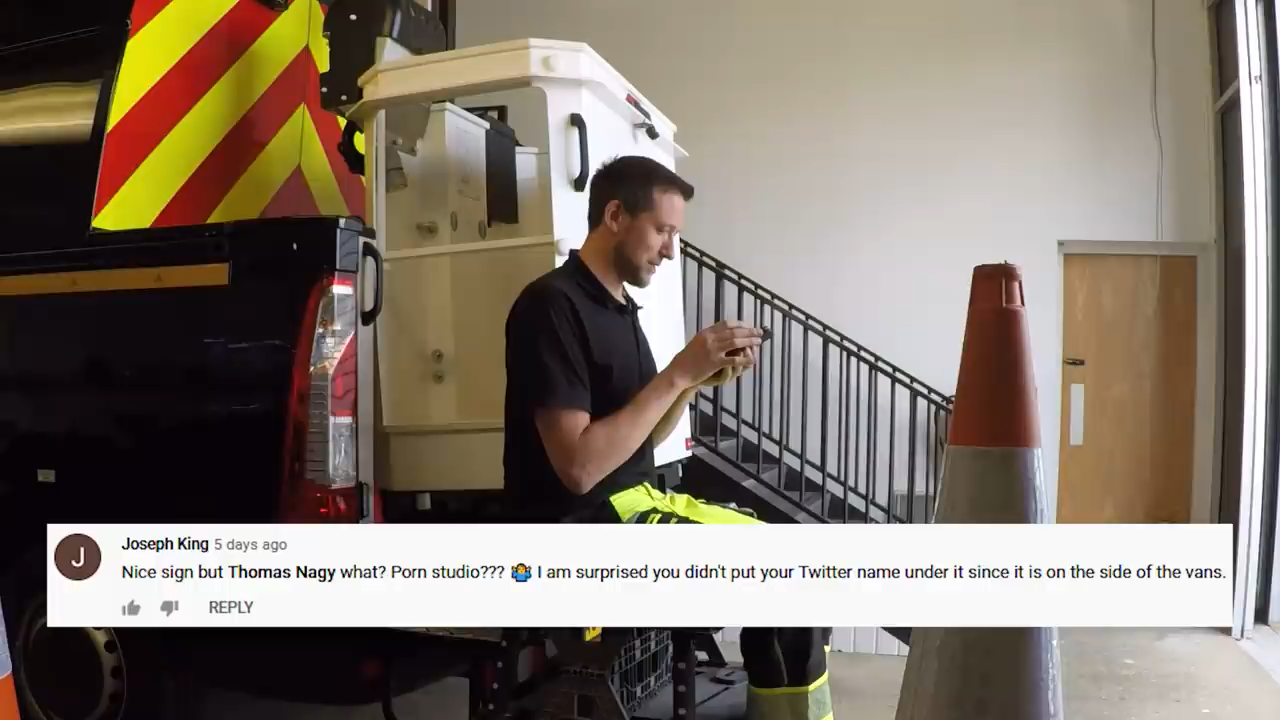 Joseph King 5 days ago
Nice sign but Thomas Nagy what? Porn studio??? 🤷‍♂️ I am surprised you didn't put your Twitter name under it since it is on the side of the vans.
REPLY
J